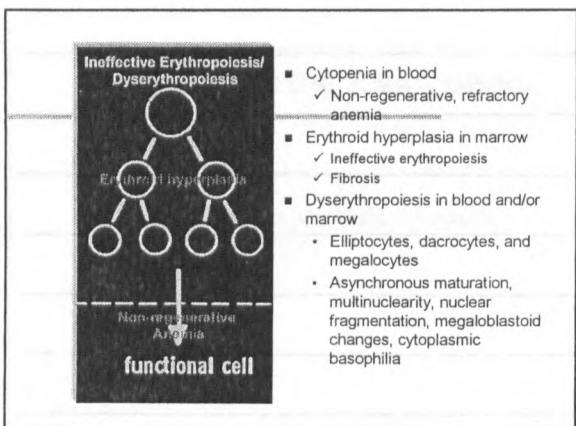 Ineffective Erythropoiesis/
Dyserythropoiesis
Erythroid hyperplasia
Non-regenerative
Anemia
functional cell
■ Cytopenia in blood
✓ Non-regenerative, refractory
anemia
■ Erythroid hyperplasia in marrow
✓ Ineffective erythropoiesis
✓ Fibrosis
■ Dyserythropoiesis in blood and/or
marrow
• Elliptocytes, dacrocytes, and
megalocytes
• Asynchronous maturation,
multinuclearity, nuclear
fragmentation, megaloblastoid
changes, cytoplasmic
basophilia